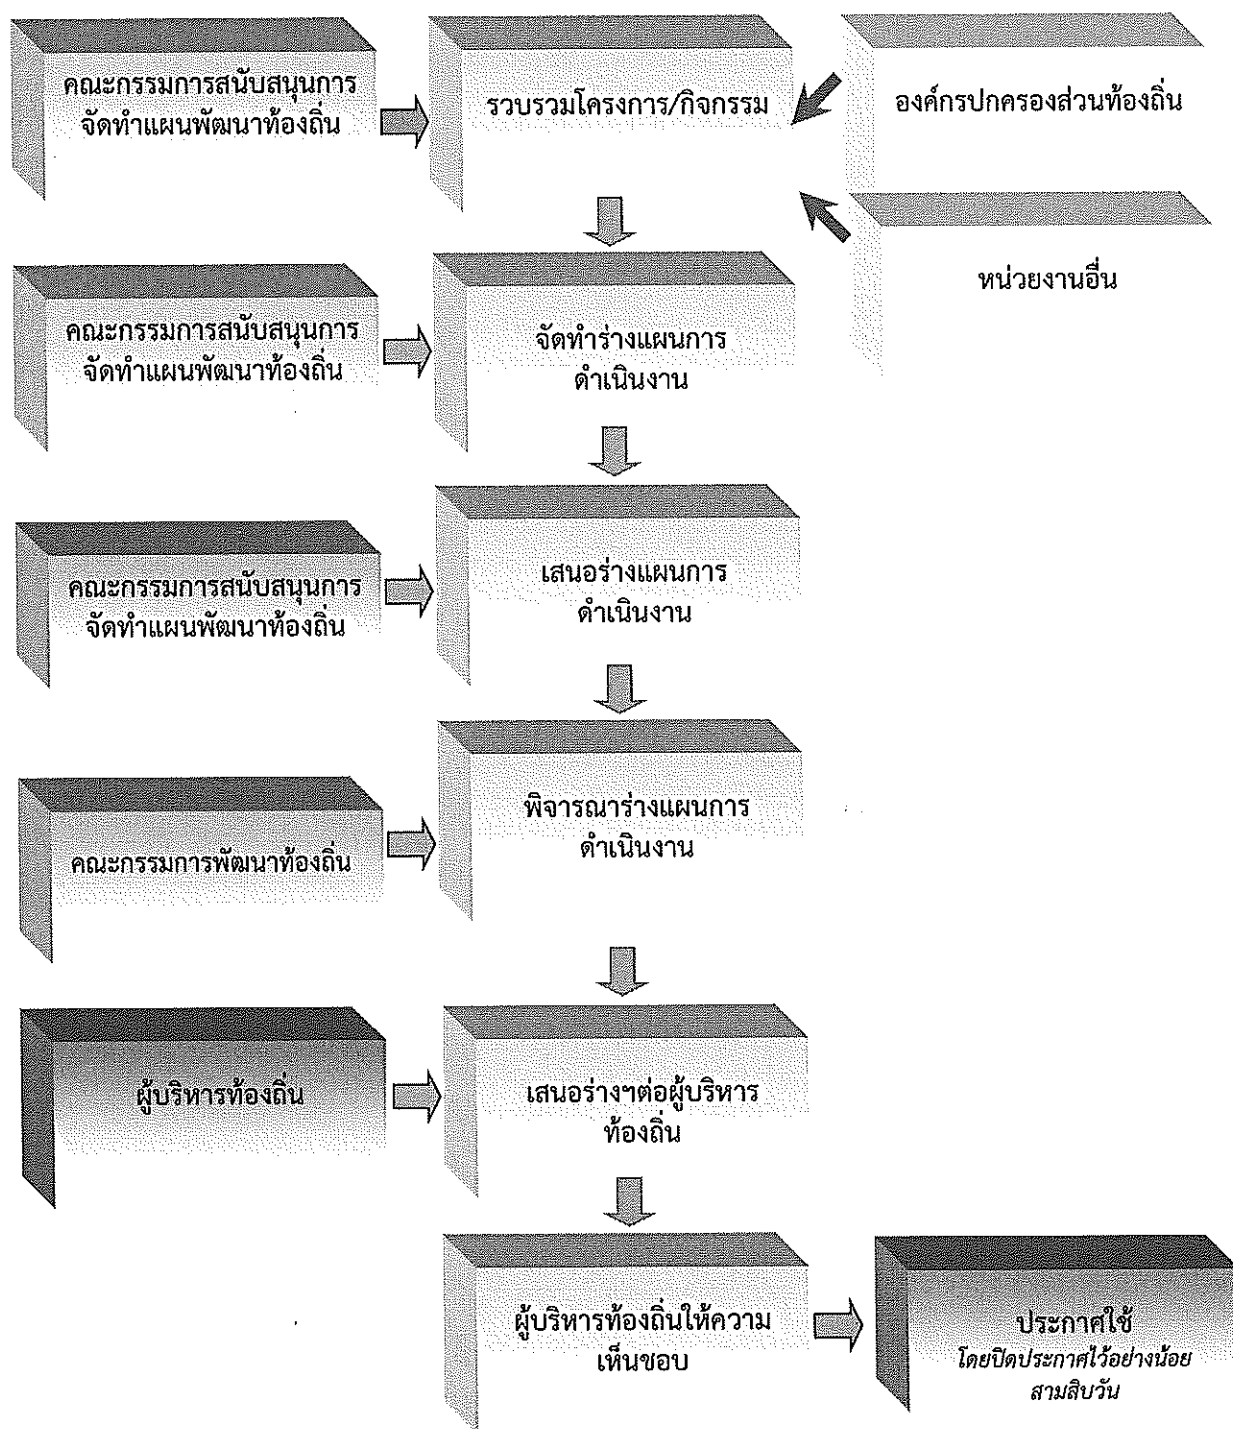 คณะกรรมการสนับสนุนการ
จัดทำแผนพัฒนาท้องถิ่น
รวบรวมโครงการ/กิจกรรม
องค์กรปกครองส่วนท้องถิ่น
หน่วยงานอื่น
คณะกรรมการสนับสนุนการ
จัดทำแผนพัฒนาท้องถิ่น
จัดทำร่างแผนการ
ดำเนินงาน
คณะกรรมการสนับสนุนการ
จัดทำแผนพัฒนาท้องถิ่น
เสนอร่างแผนการ
ดำเนินงาน
คณะกรรมการพัฒนาท้องถิ่น
พิจารณาร่างแผนการ
ดำเนินงาน
ผู้บริหารท้องถิ่น
เสนอร่างฯต่อผู้บริหาร
ท้องถิ่น
ผู้บริหารท้องถิ่นให้ความ
เห็นชอบ
ประกาศใช้
โดยปิดประกาศไว้อย่างน้อย
สามสิบวัน